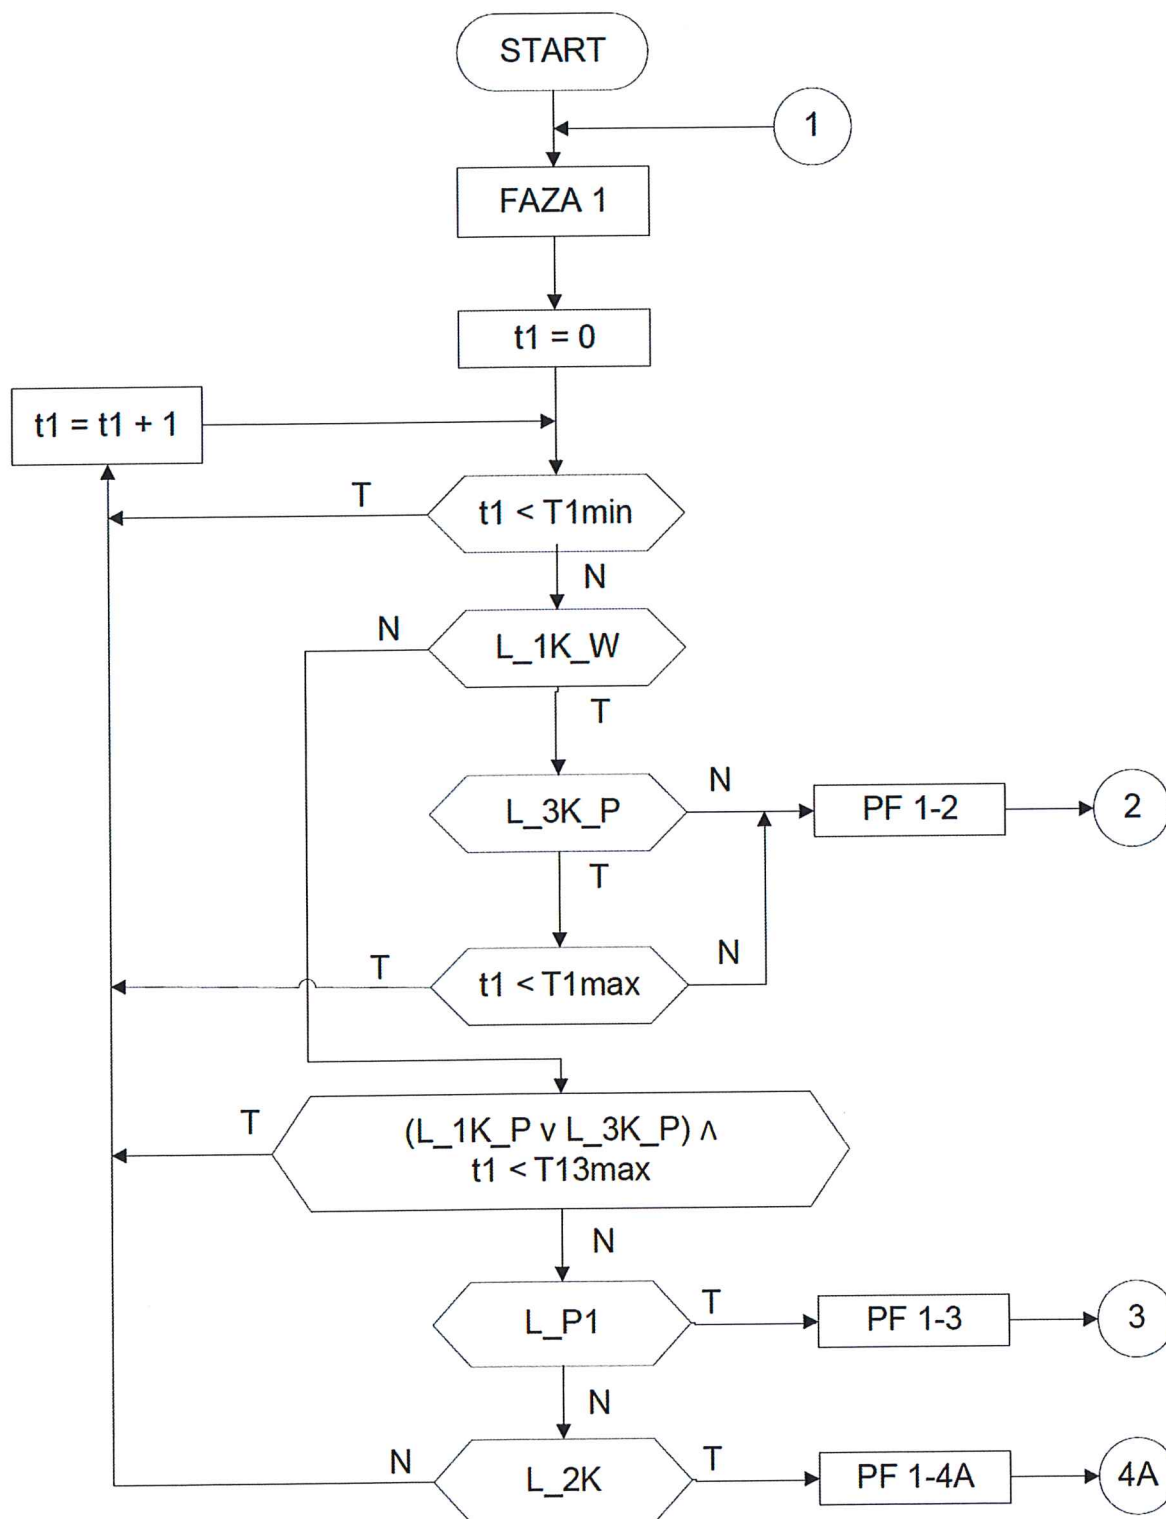 START
1
FAZA 1
t1 = 0
t1 = t1 + 1
T
t1 < T1min
N
N
L_1K_W
T
L_3K_P
N
PF 1-2
2
T
T
t1 < T1max
N
T
(L_1K_P v L_3K_P) ∧
t1 < T13max
N
L_P1
T
PF 1-3
3
N
N
L_2K
T
PF 1-4A
4A